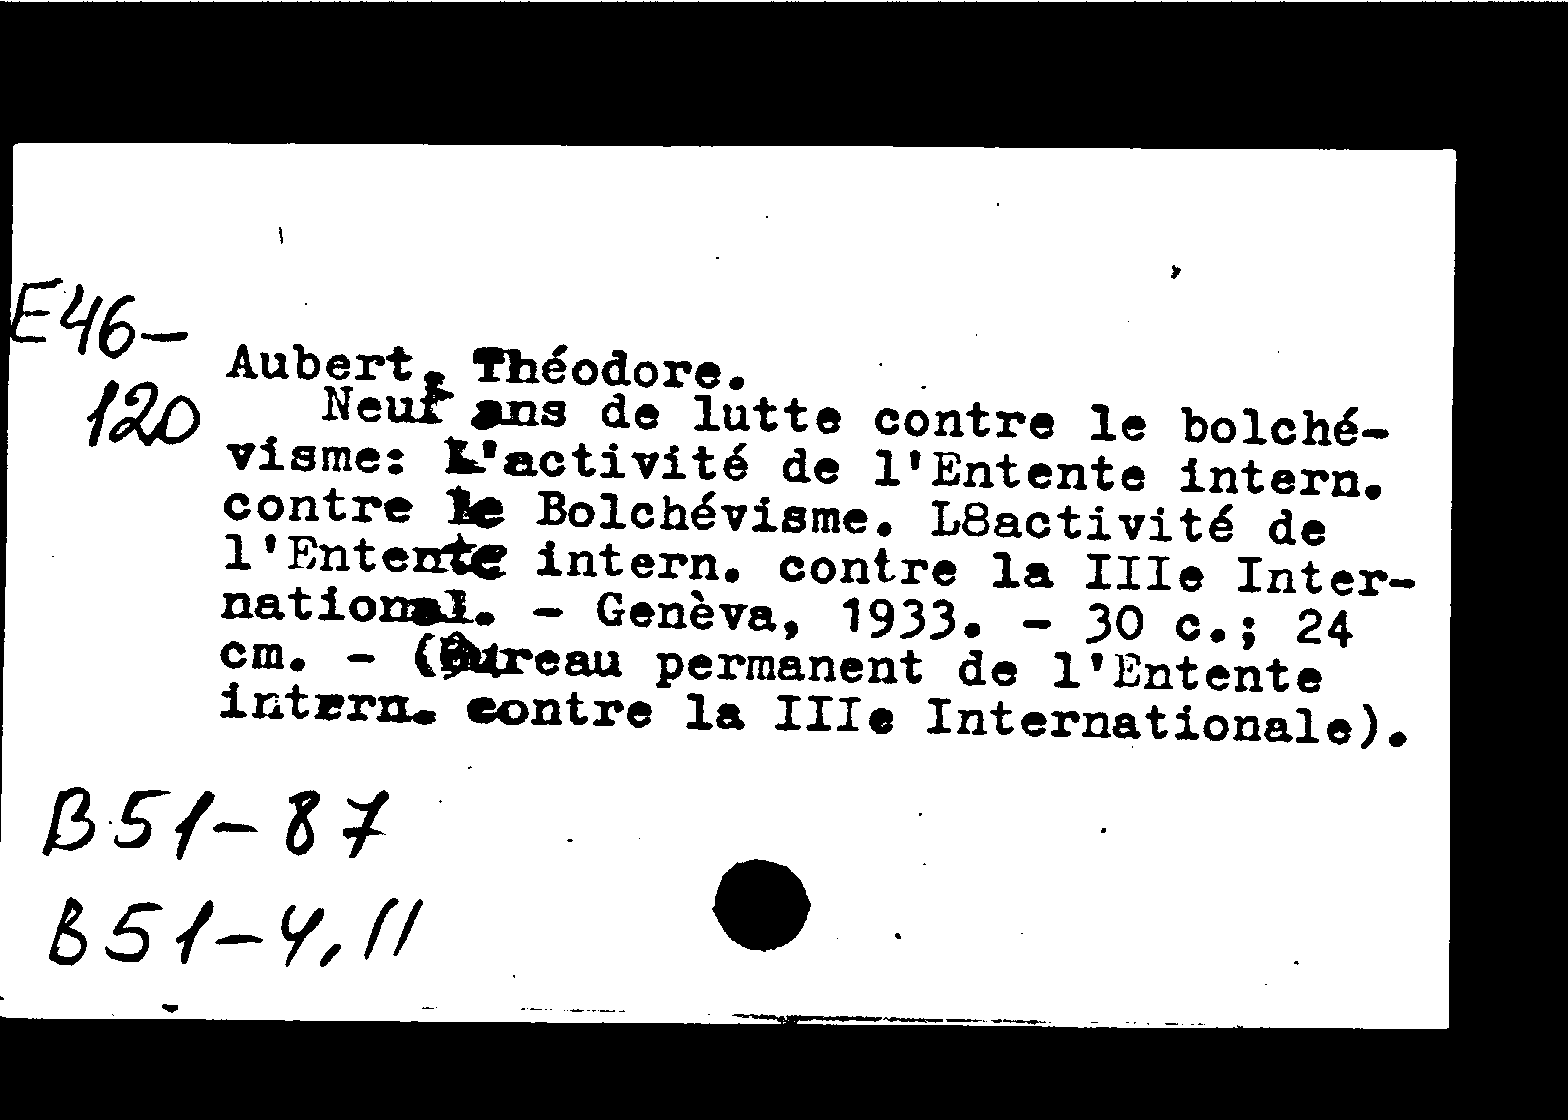 E46-
120
Aubert, Théodore.
Neuf ans de lutte contre le bolché-
visme: L'activité de l'Entente intern.
contre le Bolchévisme. L8activité de
l'Entente intern. contre la IIIe Inter-
national. - Genèva, 1933. - 30 c.; 24
cm. - (Bureau permanent de l'Entente
intern. contre la IIIe Internationale).
B51-87
B51-4,11